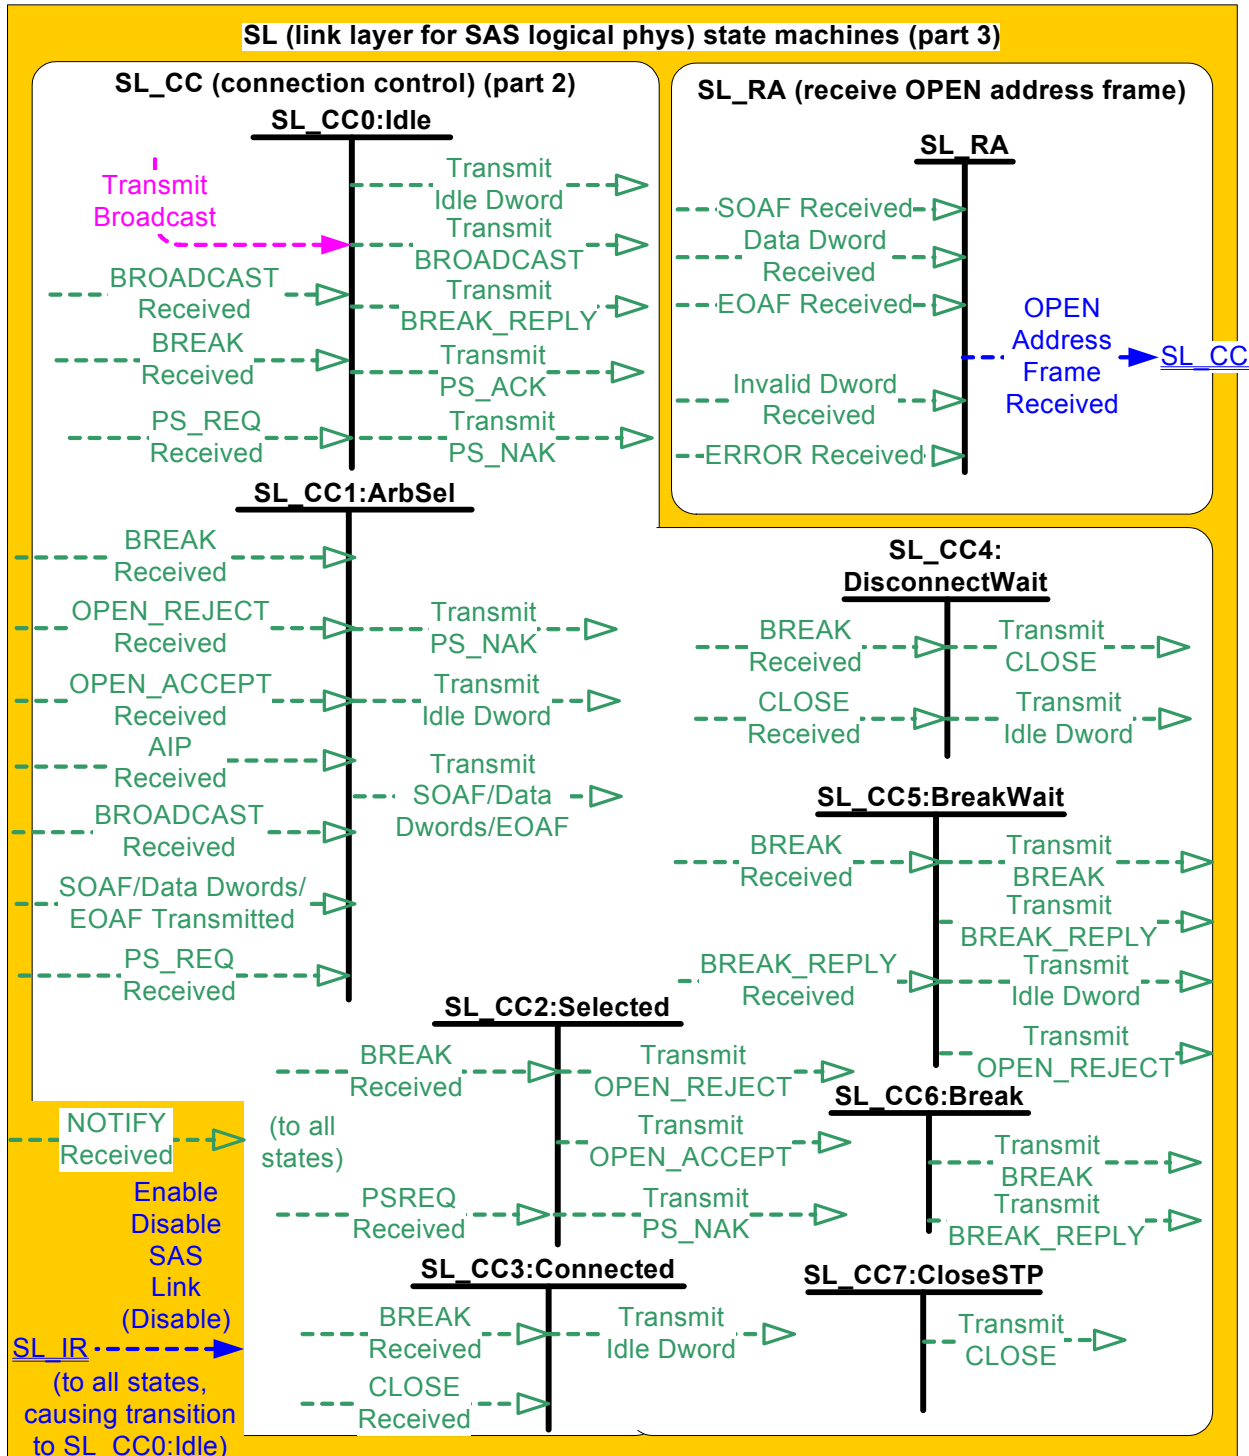 SL (link layer for SAS logical phys) state machines (part 3)
SL_CC (connection control) (part 2)
SL_CC0:Idle
Transmit
Broadcast
BROADCAST
Received
BREAK
Received
PS_REQ
Received
Transmit
Idle Dword
Transmit
BROADCAST
Transmit
BREAK_REPLY
Transmit
PS_ACK
Transmit
PS_NAK
SL_RA (receive OPEN address frame)
SL_RA
SOAF Received
Data Dword
Received
EOAF Received
Invalid Dword
Received
ERROR Received
OPEN
Address
Frame
Received
SL_CC
SL_CC1:ArbSel
BREAK
Received
OPEN_REJECT
Received
OPEN_ACCEPT
Received
AIP
Received
BROADCAST
Received
SOAF/Data Dwords/
EOAF Transmitted
PS_REQ
Received
Transmit
PS_NAK
Transmit
Idle Dword
Transmit
SOAF/Data
Dwords/EOAF
SL_CC4:
DisconnectWait
BREAK
Received
CLOSE
Received
Transmit
CLOSE
Transmit
Idle Dword
SL_CC5:BreakWait
BREAK
Received
BREAK_REPLY
Received
Transmit
BREAK
Transmit
BREAK_REPLY
Transmit
Idle Dword
Transmit
OPEN_REJECT
SL_CC2:Selected
BREAK
Received
PSREQ
Received
Transmit
OPEN_REJECT
Transmit
OPEN_ACCEPT
Transmit
PS_NAK
SL_CC6:Break
Transmit
BREAK
Transmit
BREAK_REPLY
NOTIFY
Received
(to all
states)
Enable
Disable
SAS
Link
(Disable)
SL_IR
(to all states,
causing transition
to SL_CC0:Idle)
SL_CC3:Connected
BREAK
Received
CLOSE
Received
Transmit
Idle Dword
SL_CC7:CloseSTP
Transmit
CLOSE